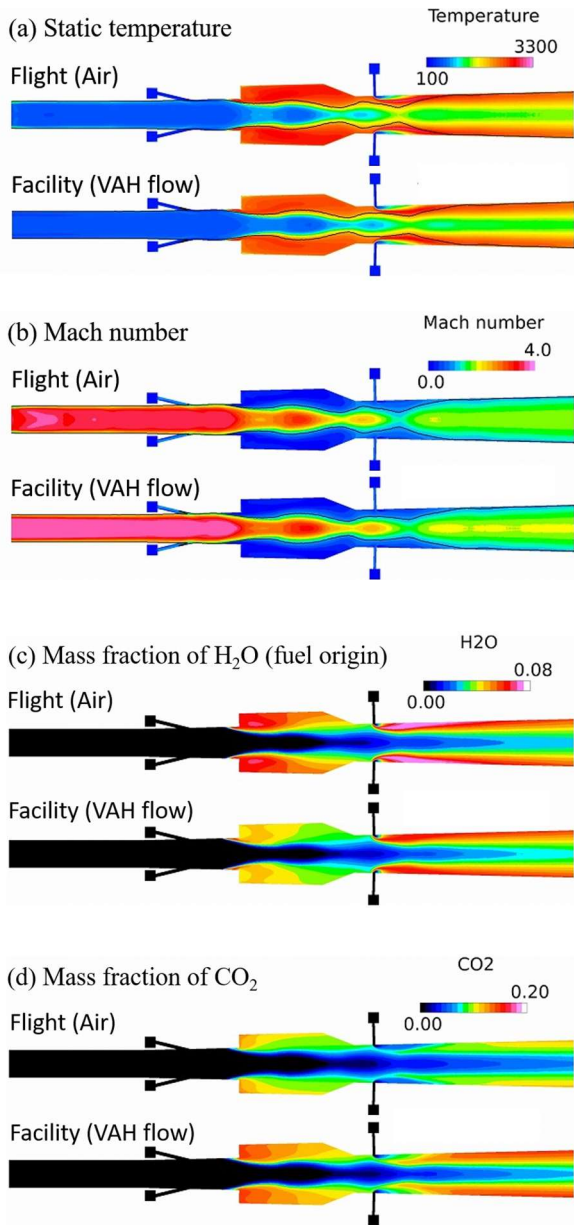 (a) Static temperature
Temperature
100
3300
Flight (Air)
Facility (VAH flow)
(b) Mach number
Mach number
0.0
4.0
Flight (Air)
Facility (VAH flow)
(c) Mass fraction of H₂O (fuel origin)
H2O
0.00
0.08
Flight (Air)
Facility (VAH flow)
(d) Mass fraction of CO₂
CO2
0.00
0.20
Flight (Air)
Facility (VAH flow)